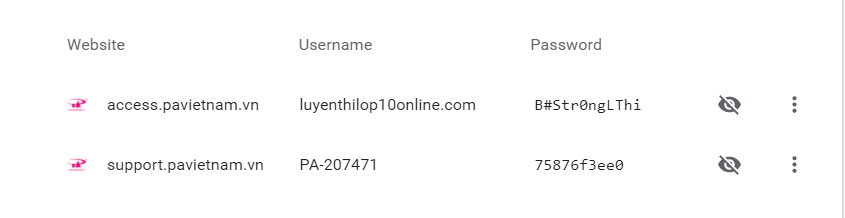 Website Username Password
access.pavietnam.vn luyenthilop10online.com B#Str0ngLThi
support.pavietnam.vn PA-207471 75876f3ee0